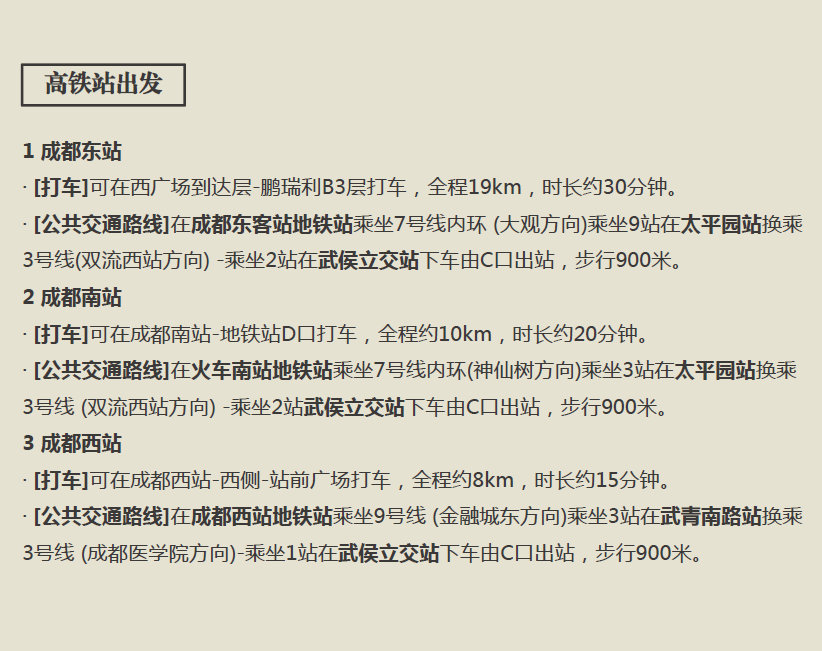 高铁站出发
1 成都东站
· [打车]可在西广场到达层-鹏瑞利B3层打车，全程19km，时长约30分钟。
· [公共交通路线]在成都东客站地铁站乘坐7号线内环 (大观方向)乘坐9站在太平园站换乘
3号线(双流西站方向) -乘坐2站在武侯立交站下车由C口出站，步行900米。
2 成都南站
· [打车]可在成都南站-地铁站D口打车，全程约10km，时长约20分钟。
· [公共交通路线]在火车南站地铁站乘坐7号线内环(神仙树方向)乘坐3站在太平园站换乘
3号线 (双流西站方向) -乘坐2站武侯立交站下车由C口出站，步行900米。
3 成都西站
· [打车]可在成都西站-西侧-站前广场打车，全程约8km，时长约15分钟。
· [公共交通路线]在成都西站地铁站乘坐9号线 (金融城东方向)乘坐3站在武青南路站换乘
3号线 (成都医学院方向)-乘坐1站在武侯立交站下车由C口出站，步行900米。